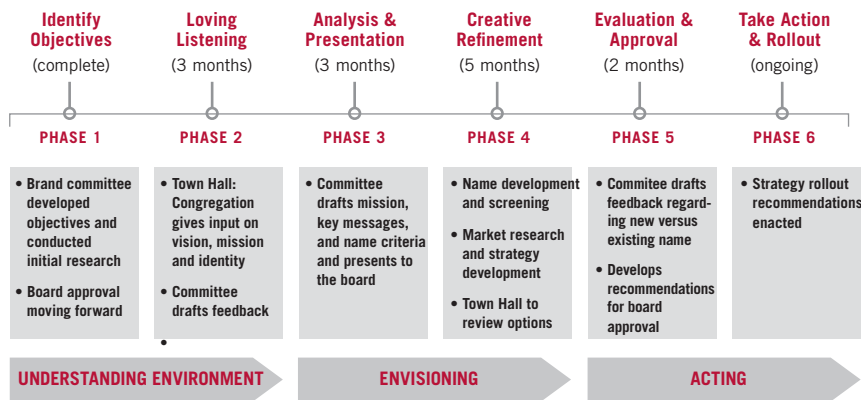 Identify
Objectives
(complete)
Loving
Listening
(3 months)
Analysis &
Presentation
(3 months)
Creative
Refinement
(5 months)
Evaluation &
Approval
(2 months)
Take Action
& Rollout
(ongoing)
PHASE 1
PHASE 2
PHASE 3
PHASE 4
PHASE 5
PHASE 6
• Brand committee
developed
objectives and
conducted
initial research
• Board approval
moving forward
• Town Hall:
Congregation
gives input on
vision, mission
and identity
• Committee
drafts feedback
•
• Committee
drafts mission,
key messages,
and name criteria
and presents to
the board
• Name development
and screening
• Market research
and strategy
development
• Town Hall to
review options
• Commitee drafts
feedback regard-
ing new versus
existing name
• Develops
recommendations
for board
approval
• Strategy rollout
recommendations
enacted
UNDERSTANDING ENVIRONMENT
ENVISIONING
ACTING